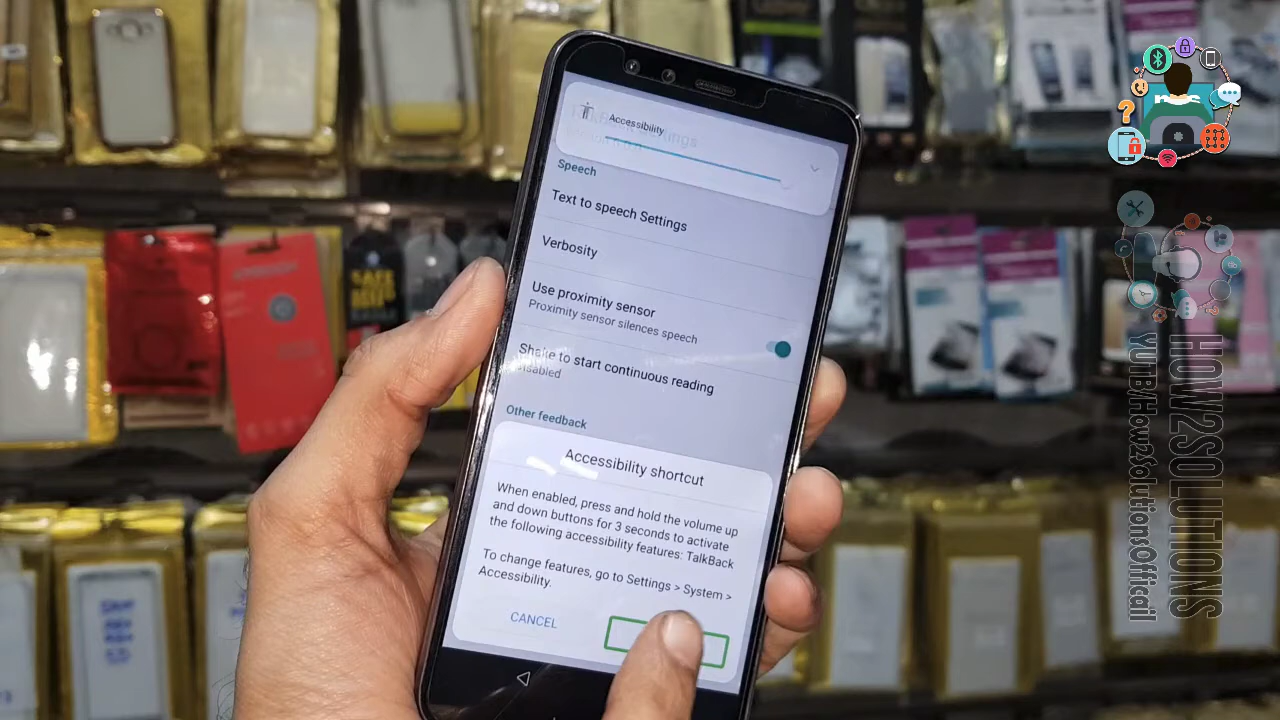 Accessibility
Speech
Text to speech Settings
Verbosity
Use proximity sensor
Proximity sensor silences speech
Shake to start continuous reading
Disabled
Other feedback
Accessibility shortcut
When enabled, press and hold the volume up
and down buttons for 3 seconds to activate
the following accessibility features: TalkBack
To change features, go to Settings > System >
Accessibility.
CANCEL
HOW2SOLUTIONS
YUTB/How2SolutionsOffcail